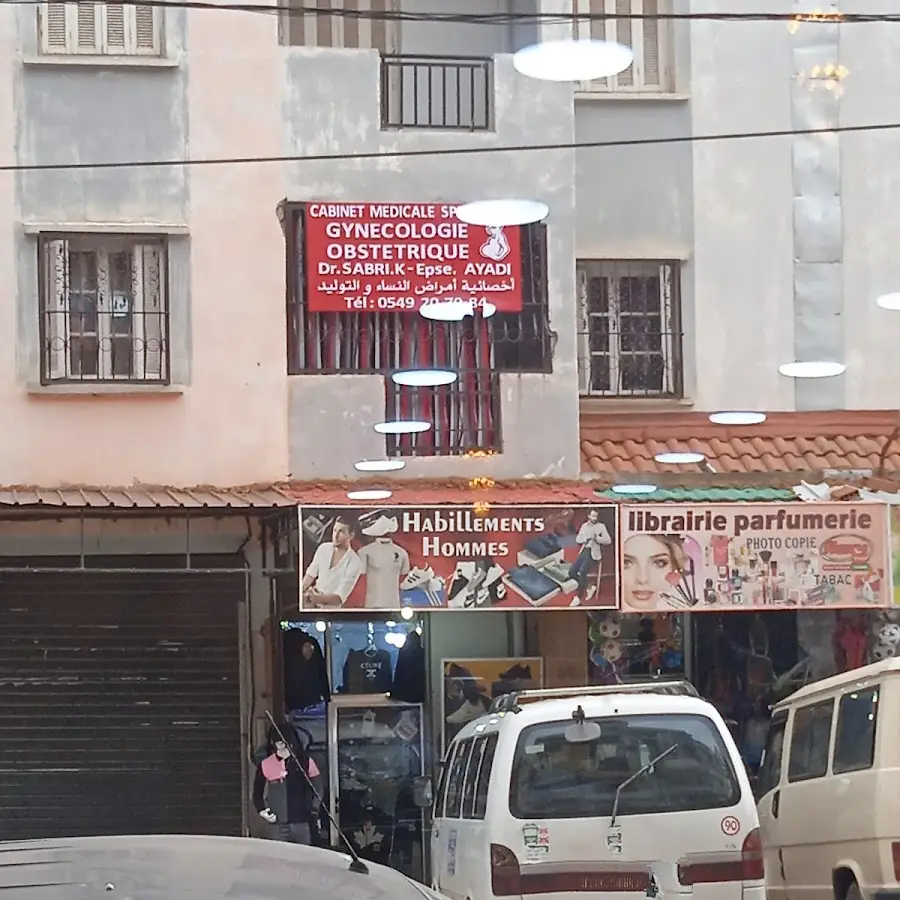 CABINET MEDICALE
GYNECOLOGIE
OBSTETRIQUE
Dr. SABRI.K - Epse. AYADI
أخصائية أمراض النساء و التوليد
Tél : 0549
Habillements
Hommes
librairie parfumerie
PHOTO COPIE
TABAC
CELINE
90